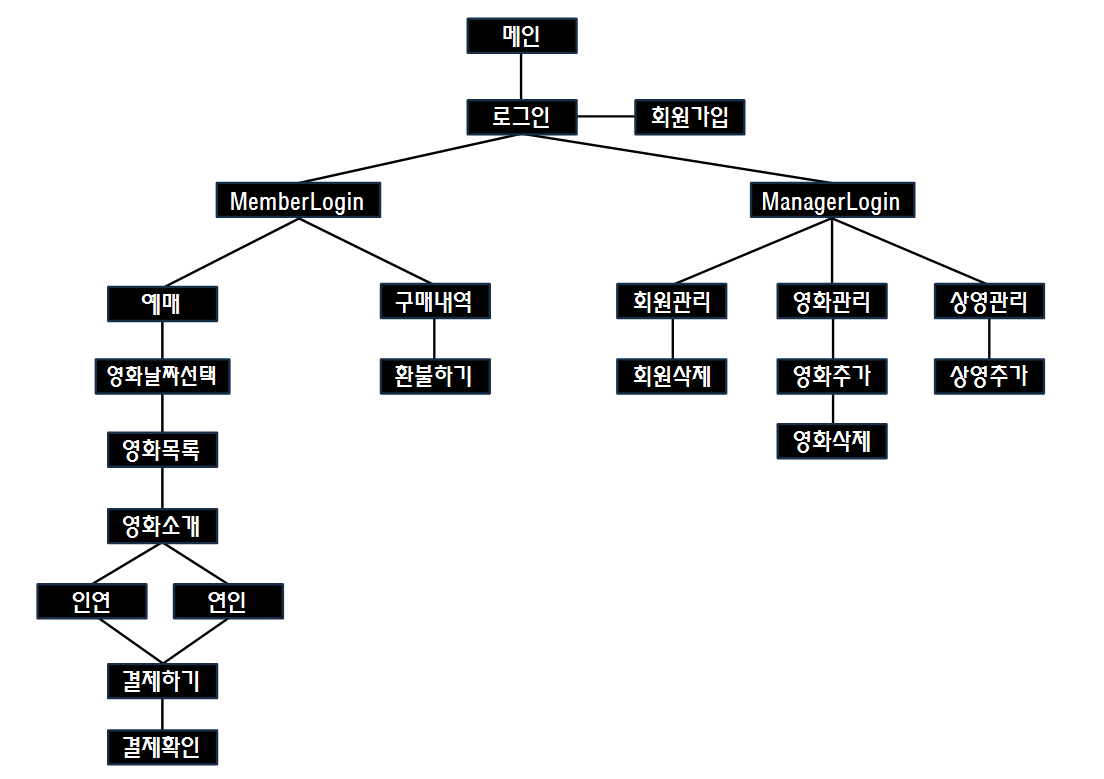 메인
로그인
회원가입
MemberLogin
ManagerLogin
예매
구매내역
회원관리
영화관리
상영관리
영화날짜선택
환불하기
회원삭제
영화추가
상영추가
영화목록
영화삭제
영화소개
인연
연인
결제하기
결제확인